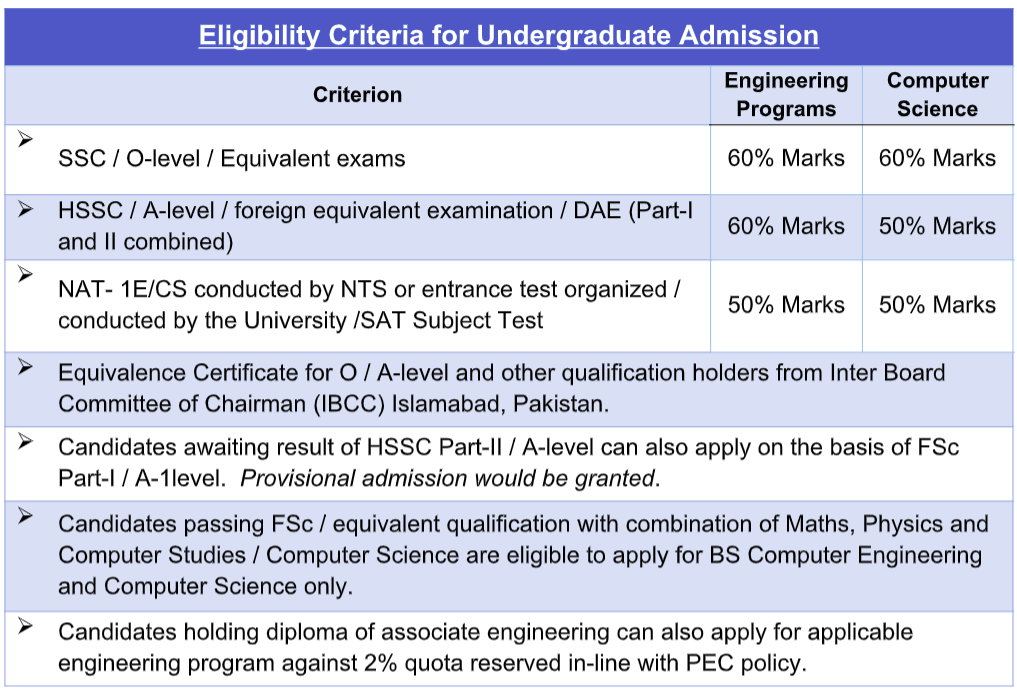 Eligibility Criteria for Undergraduate Admission
Criterion
Engineering
Programs
Computer
Science
➢ SSC / O-level / Equivalent exams
60% Marks
60% Marks
➢ HSSC / A-level / foreign equivalent examination / DAE (Part-I
and II combined)
60% Marks
50% Marks
➢ NAT- 1E/CS conducted by NTS or entrance test organized /
conducted by the University /SAT Subject Test
50% Marks
50% Marks
➢ Equivalence Certificate for O / A-level and other qualification holders from Inter Board
Committee of Chairman (IBCC) Islamabad, Pakistan.
➢ Candidates awaiting result of HSSC Part-II / A-level can also apply on the basis of FSc
Part-I / A-1level.  Provisional admission would be granted.
➢ Candidates passing FSc / equivalent qualification with combination of Maths, Physics and
Computer Studies / Computer Science are eligible to apply for BS Computer Engineering
and Computer Science only.
➢ Candidates holding diploma of associate engineering can also apply for applicable
engineering program against 2% quota reserved in-line with PEC policy.